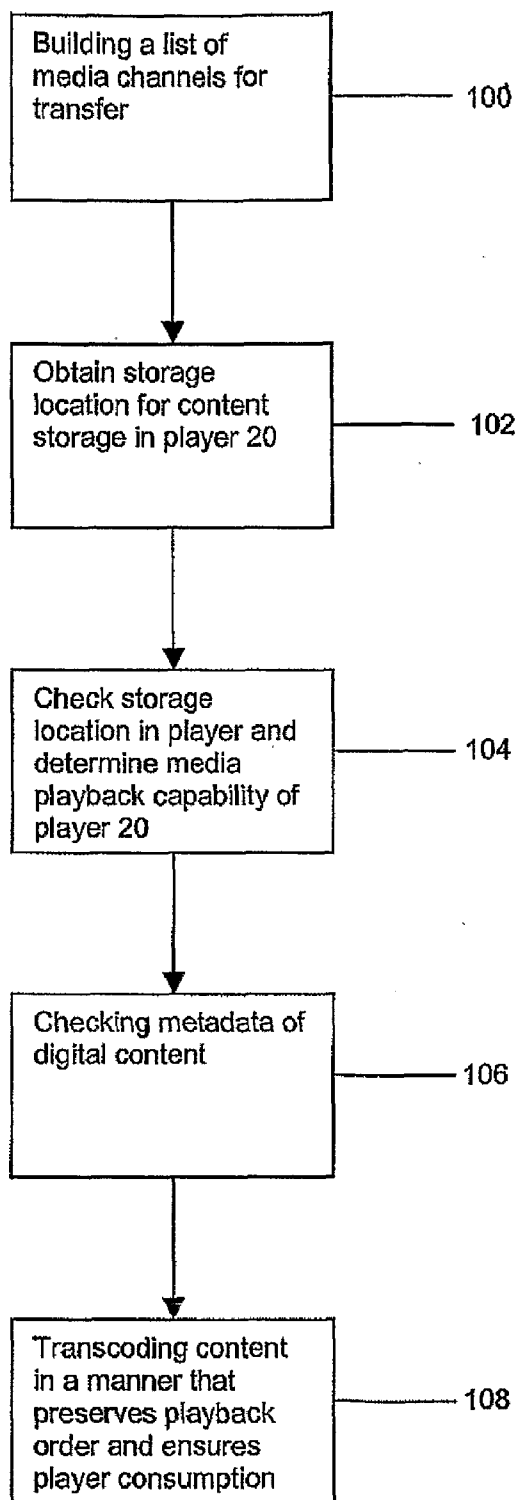 Building a list of
media channels for
transfer
100
Obtain storage
location for content
storage in player 20
102
Check storage
location in player and
determine media
playback capability of
player 20
104
Checking metadata of
digital content
106
Transcoding content
in a manner that
preserves playback
order and ensures
player consumption
108